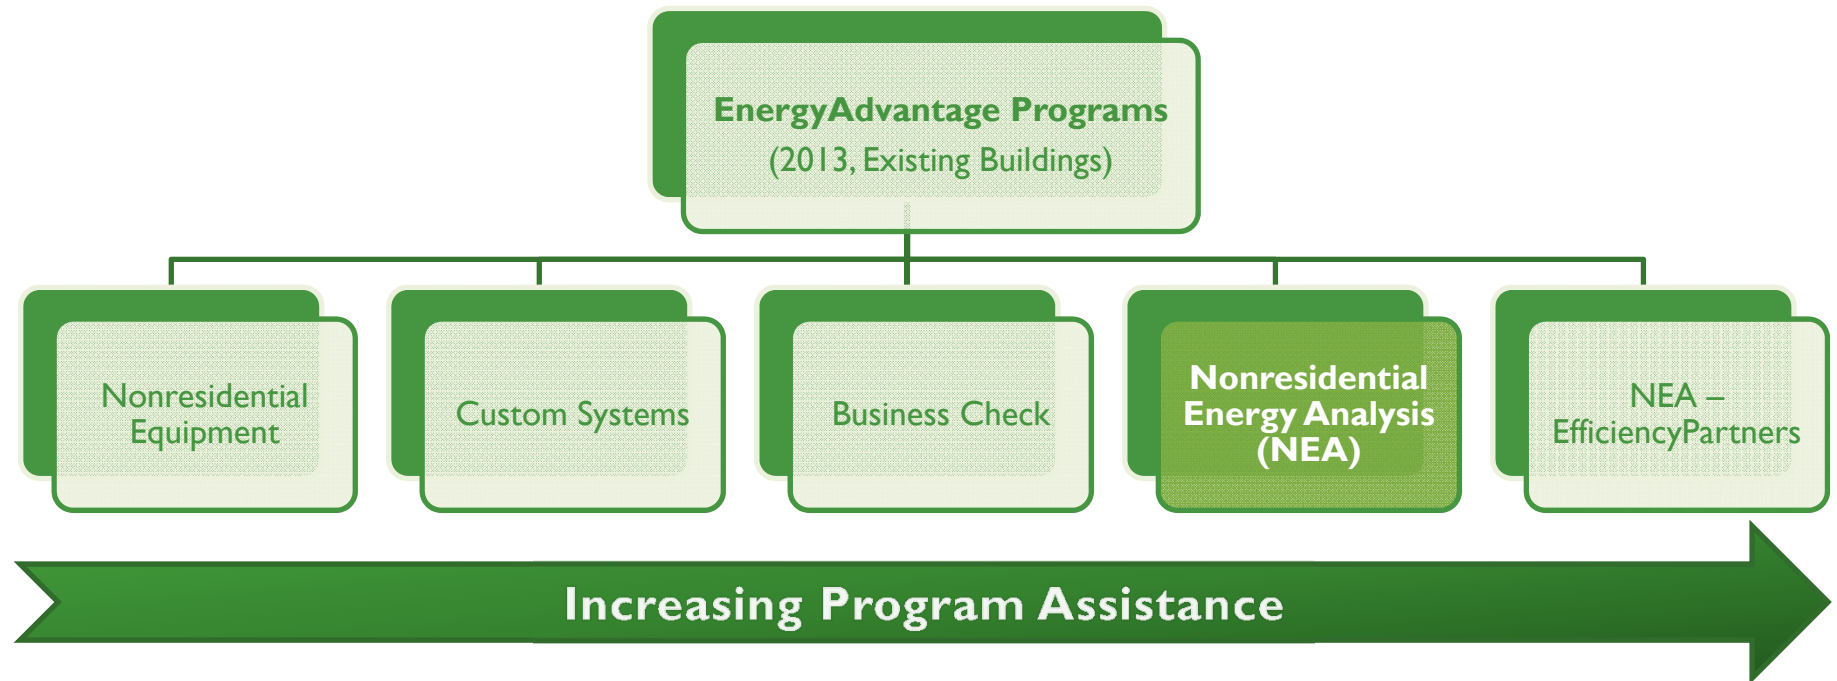 EnergyAdvantage Programs
(2013, Existing Buildings)
Nonresidential
Equipment
Custom Systems
Business Check
Nonresidential
Energy Analysis
(NEA)
NEA –
EfficiencyPartners
Increasing Program Assistance